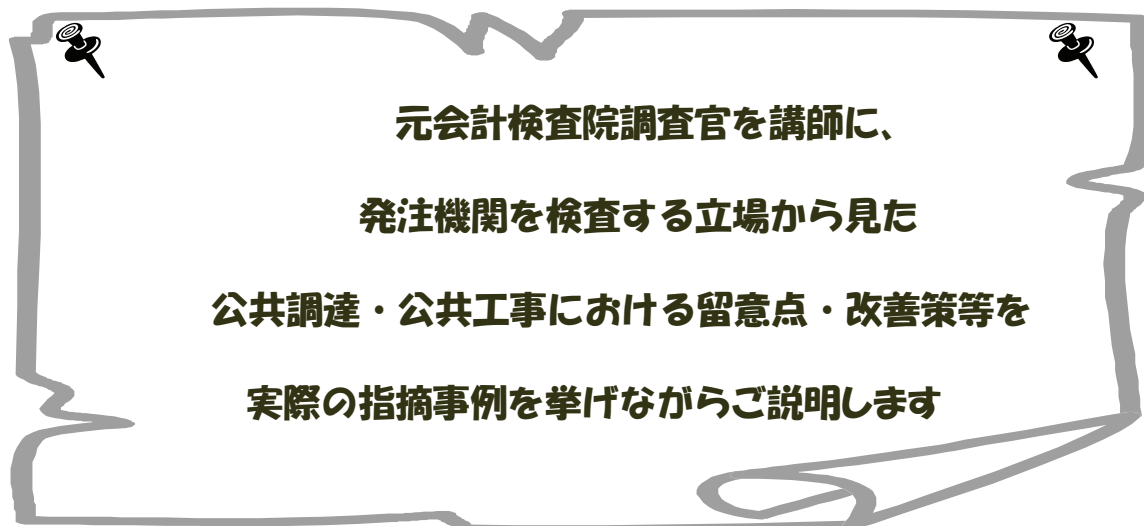 元会計検査院調査官を講師に、
発注機関を検査する立場から見た
公共調達・公共工事における留意点・改善策等を
実際の指摘事例を挙げながらご説明します